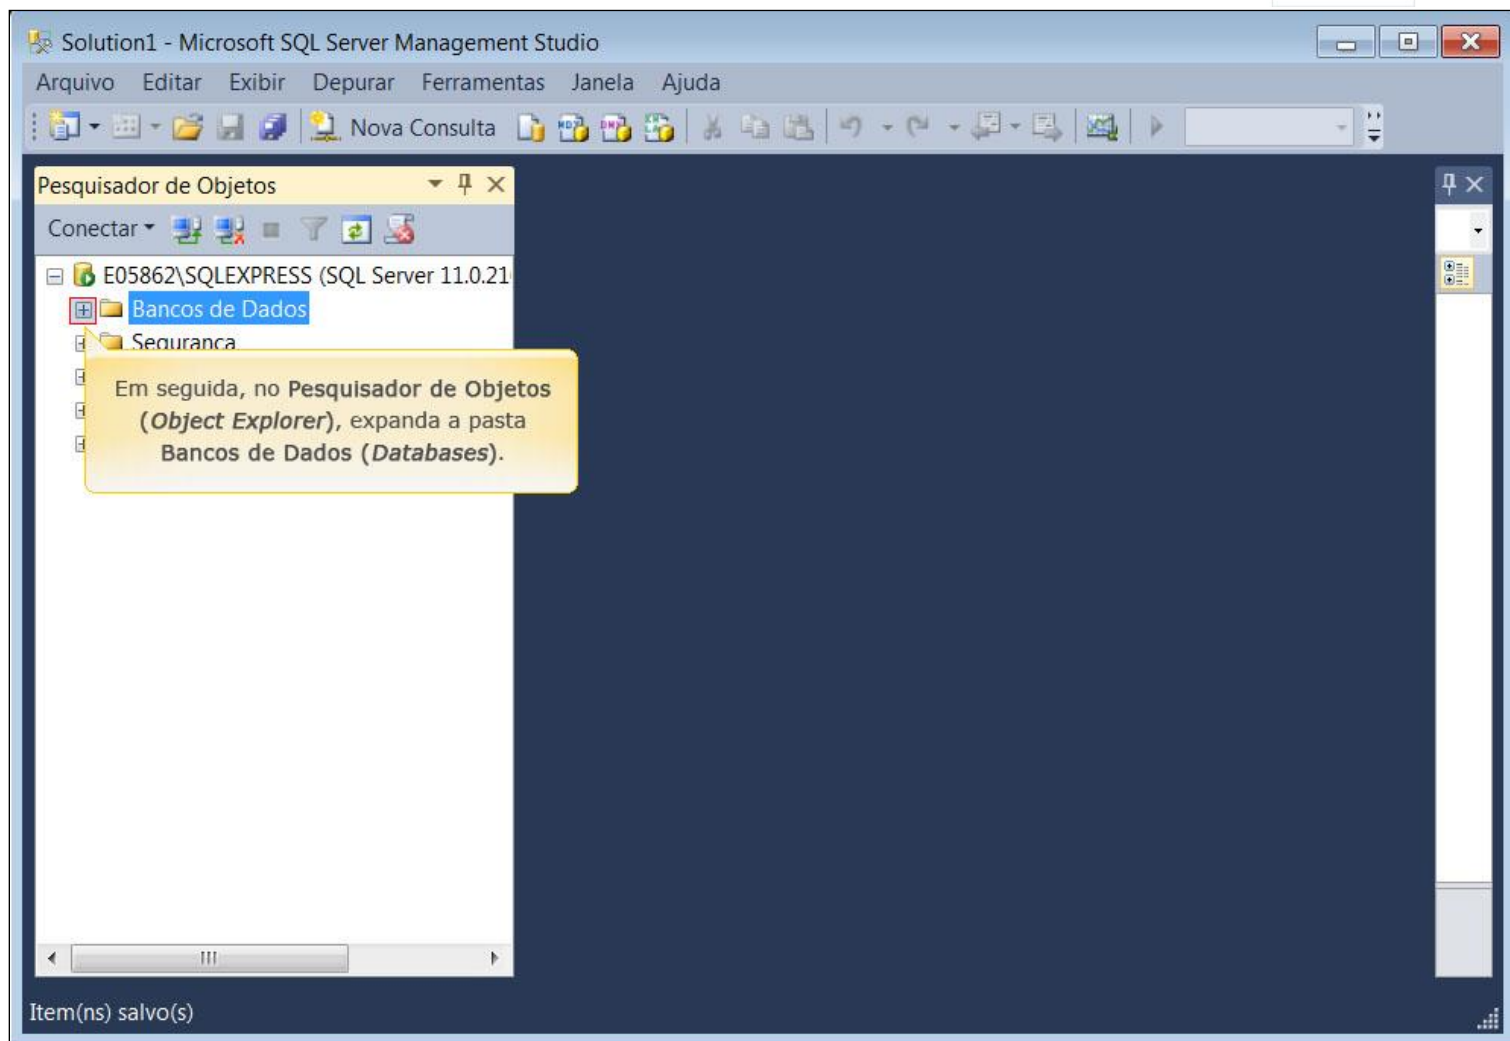 Solution1 - Microsoft SQL Server Management Studio
Arquivo Editar Exibir Depurar Ferramentas Janela Ajuda
Nova Consulta
Pesquisador de Objetos
Conectar
E05862\SQLEXPRESS (SQL Server 11.0.21
Bancos de Dados
Segurança
Em seguida, no Pesquisador de Objetos
(Object Explorer), expanda a pasta
Bancos de Dados (Databases).
Item(ns) salvo(s)